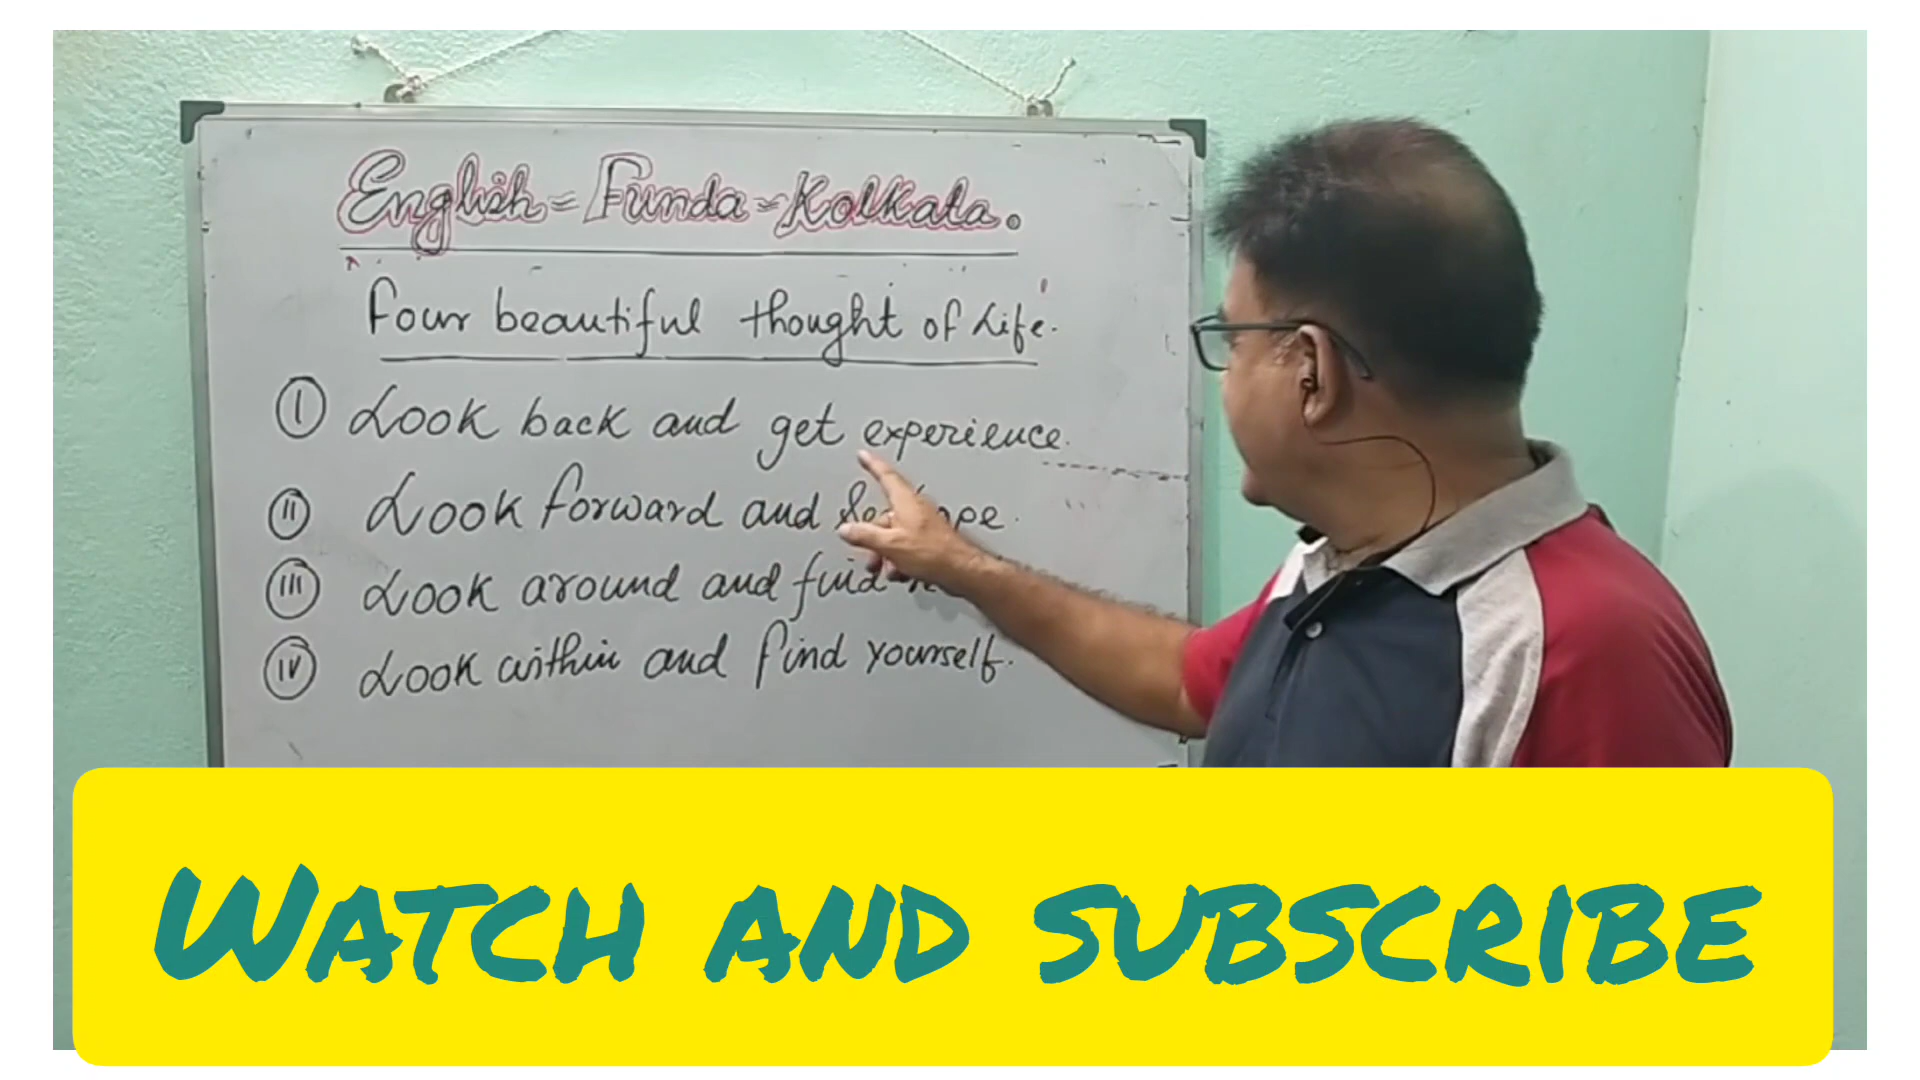 English-Funda-Kolkata.
Four beautiful thought of Life.
I Look back and get experience.
II Look forward and
III Look around and find
IV Look within and find yourself.
WATCH AND SUBSCRIBE